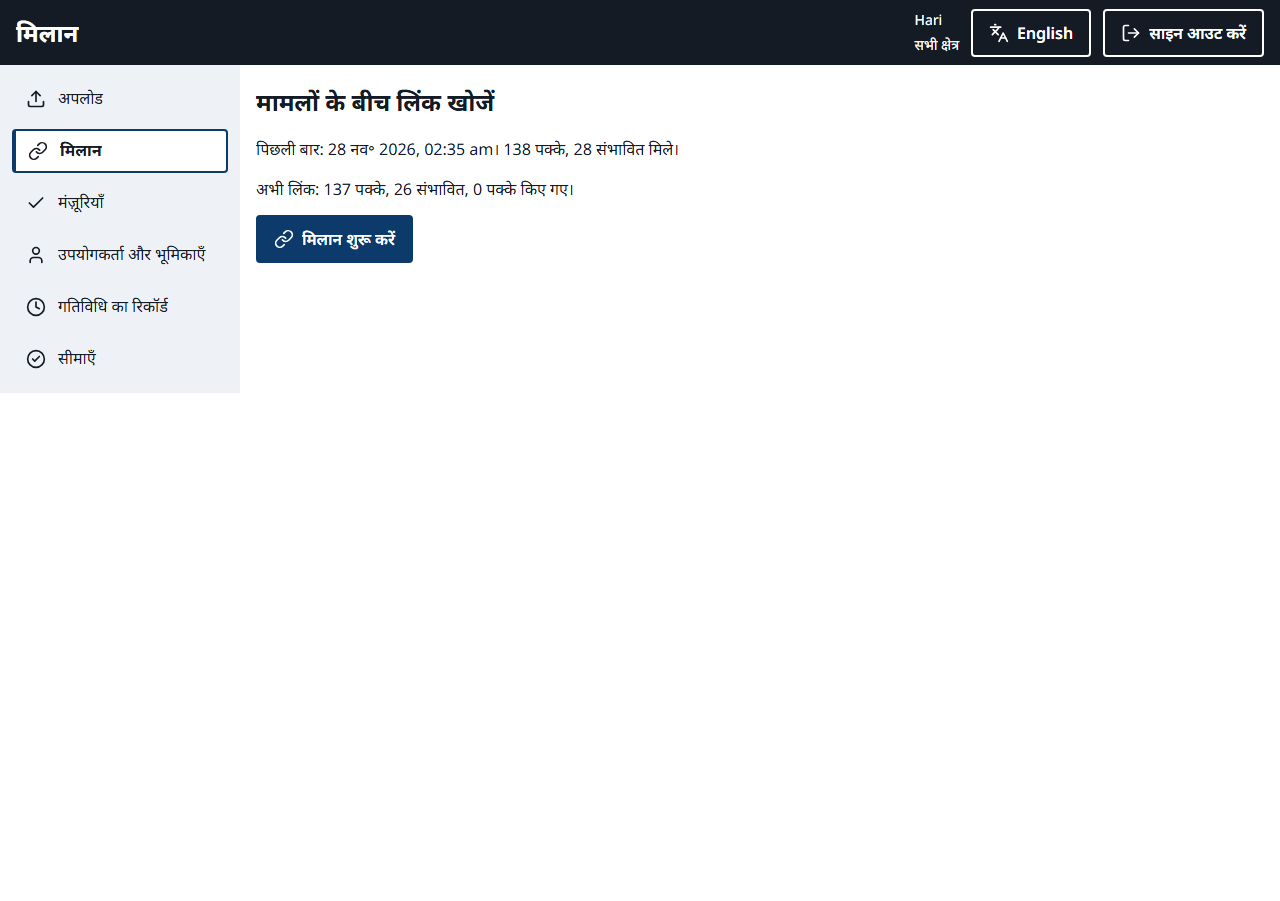 मिलान
Hari
सभी क्षेत्र
English
साइन आउट करें
अपलोड
मिलान
मंज़ूरियाँ
उपयोगकर्ता और भूमिकाएँ
गतिविधि का रिकॉर्ड
सीमाएँ
मामलों के बीच लिंक खोजें
पिछली बार: 28 नव॰ 2026, 02:35 am। 138 पक्के, 28 संभावित मिले।
अभी लिंक: 137 पक्के, 26 संभावित, 0 पक्के किए गए।
मिलान शुरू करें